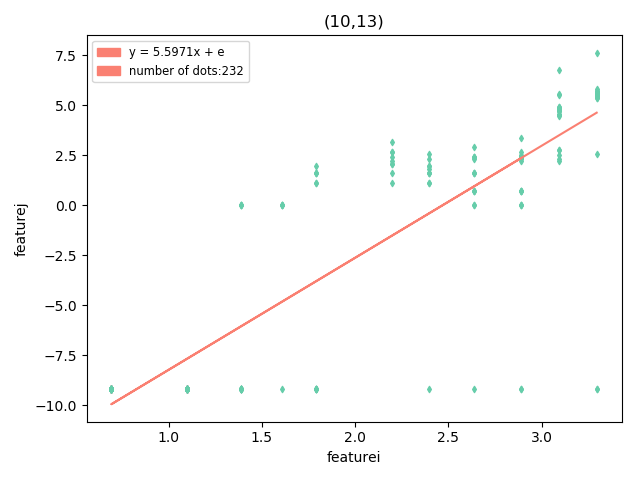 (10,13)
y = 5.5971x + e
number of dots:232
7.5
5.0
2.5
0.0
−2.5
−5.0
−7.5
−10.0
featurej
1.0 1.5 2.0 2.5 3.0
featurei